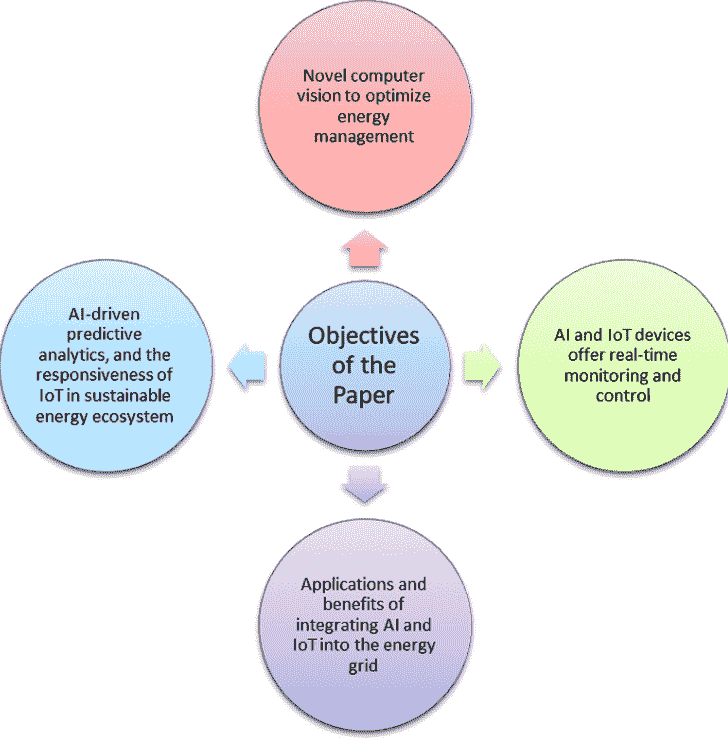 Novel computer
vision to optimize
energy
management
AI-driven
predictive
analytics, and the
responsiveness of
IoT in sustainable
energy ecosystem
Objectives
of the
Paper
AI and IoT devices
offer real-time
monitoring and
control
Applications and
benefits of
integrating AI and
IoT into the energy
grid